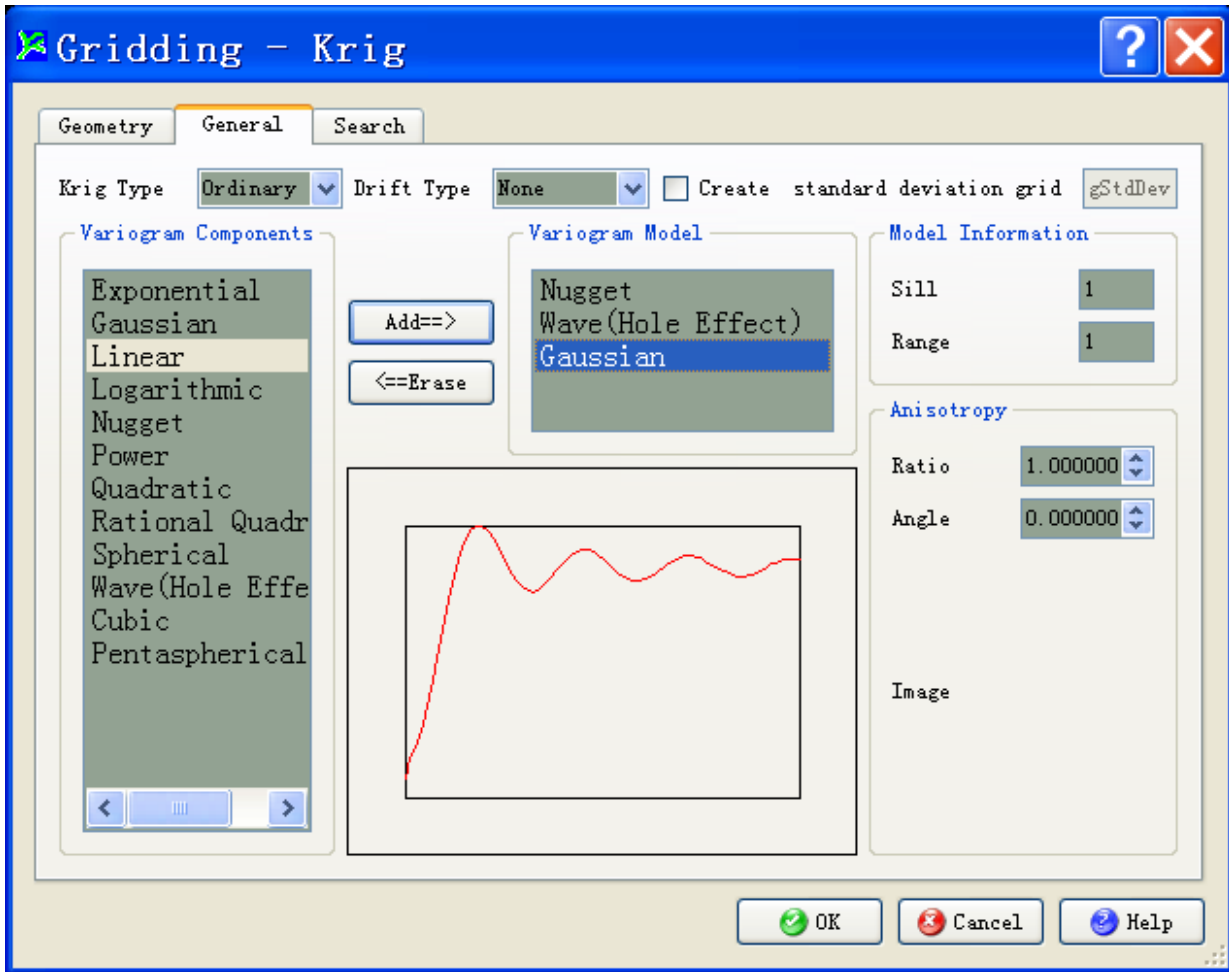 Gridding - Krig
Geometry
General
Search
Krig Type
Ordinary
Drift Type
None
Create standard deviation grid
gStdDev
Variogram Components
Exponential
Gaussian
Linear
Logarithmic
Nugget
Power
Quadratic
Rational Quadr
Spherical
Wave(Hole Effe
Cubic
Pentaspherical
Add==>
<==Erase
Variogram Model
Nugget
Wave(Hole Effect)
Gaussian
Model Information
Sill 1
Range 1
Anisotropy
Ratio 1.000000
Angle 0.000000
Image
OK
Cancel
Help